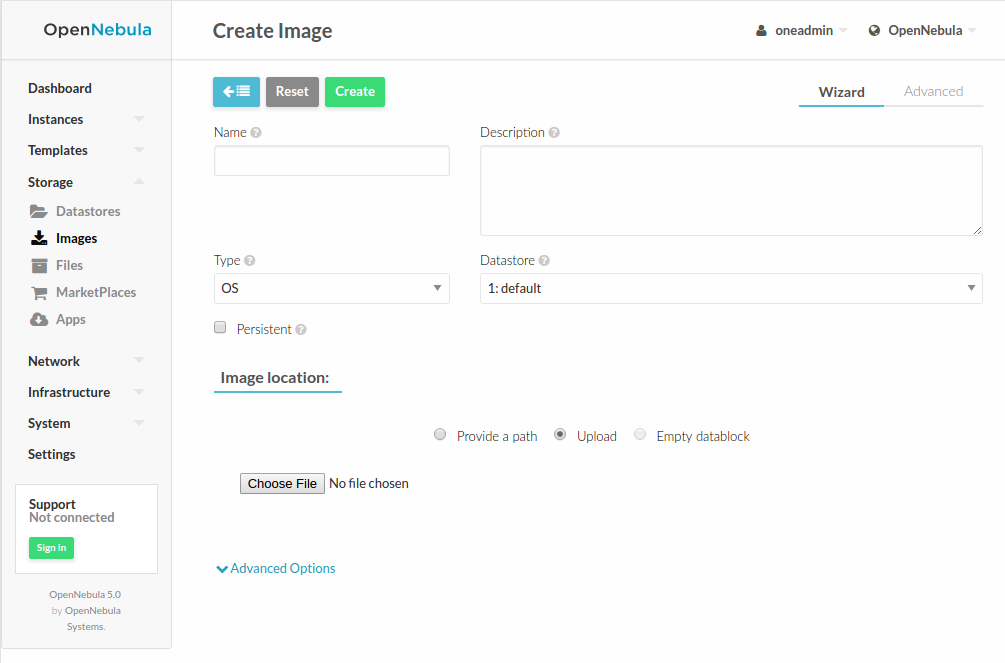 OpenNebula
Create Image
oneadmin
OpenNebula
Dashboard
Instances
Templates
Storage
Datastores
Images
Files
MarketPlaces
Apps
Network
Infrastructure
System
Settings
Support
Not connected
Sign in
OpenNebula 5.0
by OpenNebula
Systems.
Reset
Create
Wizard
Advanced
Name ?
Description ?
Type ?
Datastore ?
OS
1: default
Persistent ?
Image location:
Provide a path
Upload
Empty datablock
Choose File No file chosen
Advanced Options